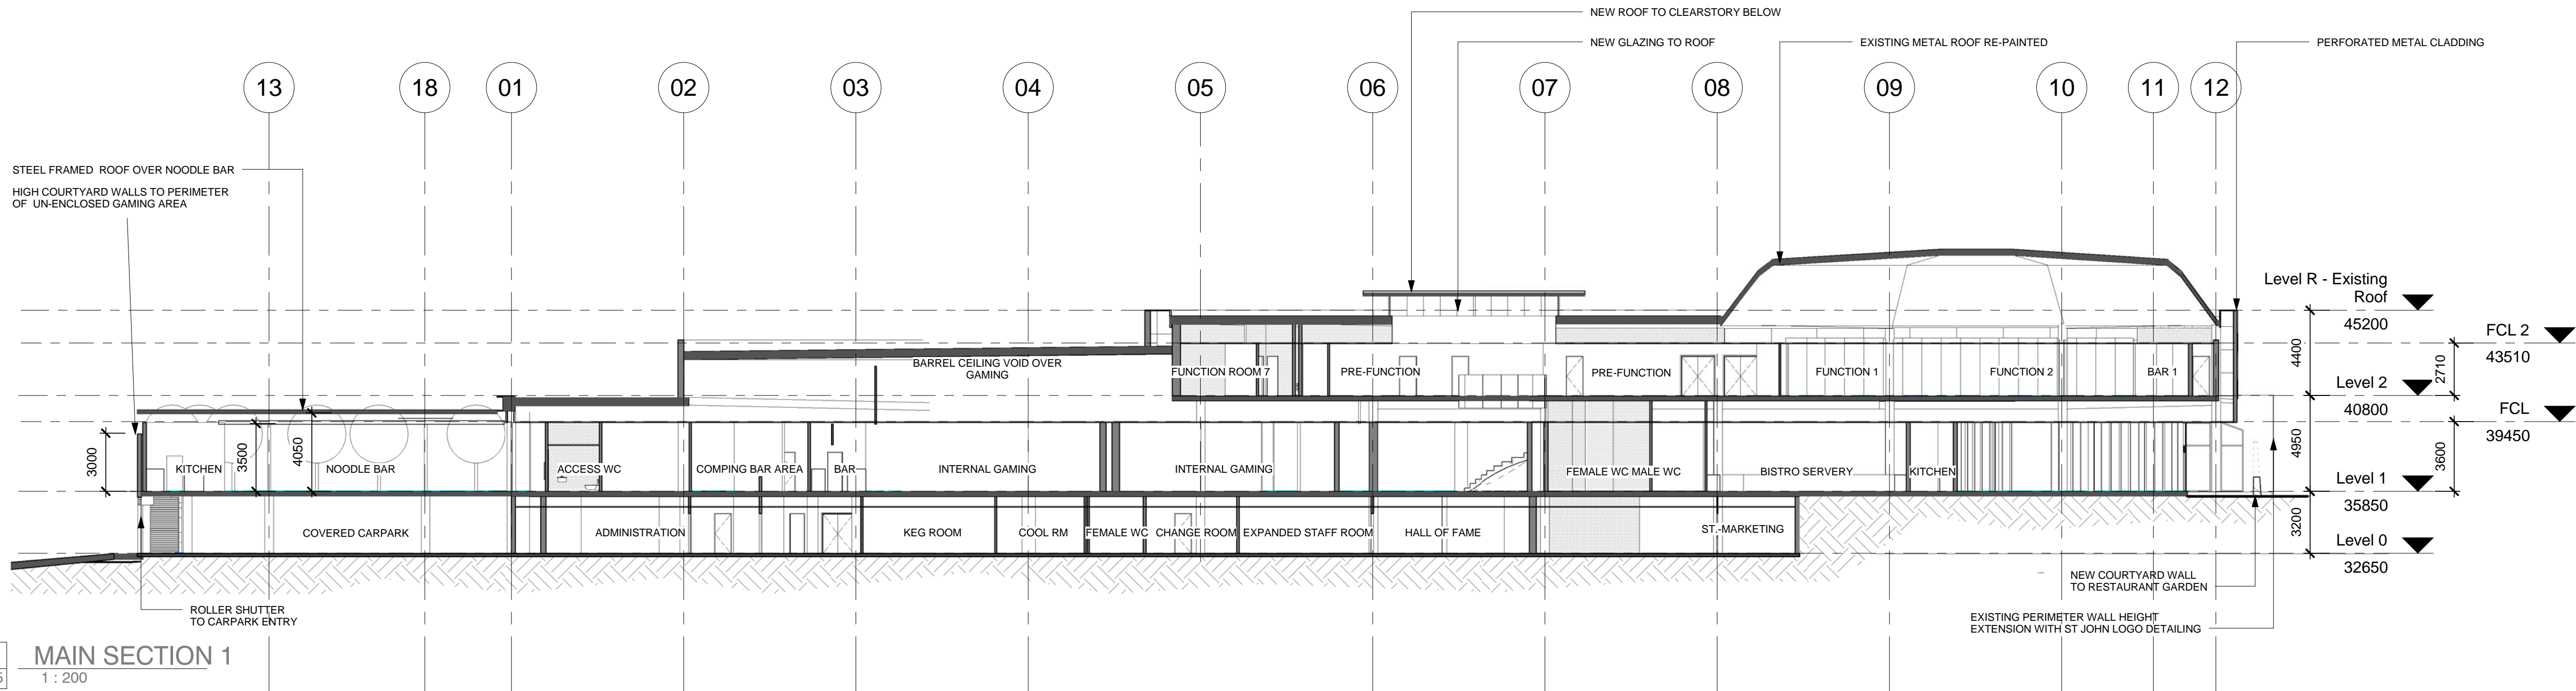 NEW ROOF TO CLEARSTORY BELOW
NEW GLAZING TO ROOF
EXISTING METAL ROOF RE-PAINTED
PERFORATED METAL CLADDING
13
18
01
02
03
04
05
06
07
08
09
10
11
12
STEEL FRAMED ROOF OVER NOODLE BAR
HIGH COURTYARD WALLS TO PERIMETER
OF UN-ENCLOSED GAMING AREA
Level R - Existing
Roof
45200
FCL 2
43510
4400
2710
Level 2
40800
FCL
39450
4950
3600
Level 1
35850
3200
Level 0
32650
BARREL CEILING VOID OVER
GAMING
FUNCTION ROOM 7
PRE-FUNCTION
PRE-FUNCTION
FUNCTION 1
FUNCTION 2
BAR 1
3000
KITCHEN
3500
4050
NOODLE BAR
ACCESS WC
COMPING BAR AREA
BAR
INTERNAL GAMING
INTERNAL GAMING
FEMALE WC
MALE WC
BISTRO SERVERY
KITCHEN
COVERED CARPARK
ADMINISTRATION
KEG ROOM
COOL RM
FEMALE WC
CHANGE ROOM
EXPANDED STAFF ROOM
HALL OF FAME
ST.-MARKETING
ROLLER SHUTTER
TO CARPARK ENTRY
NEW COURTYARD WALL
TO RESTAURANT GARDEN
EXISTING PERIMETER WALL HEIGHT
EXTENSION WITH ST JOHN LOGO DETAILING
MAIN SECTION 1
1 : 200